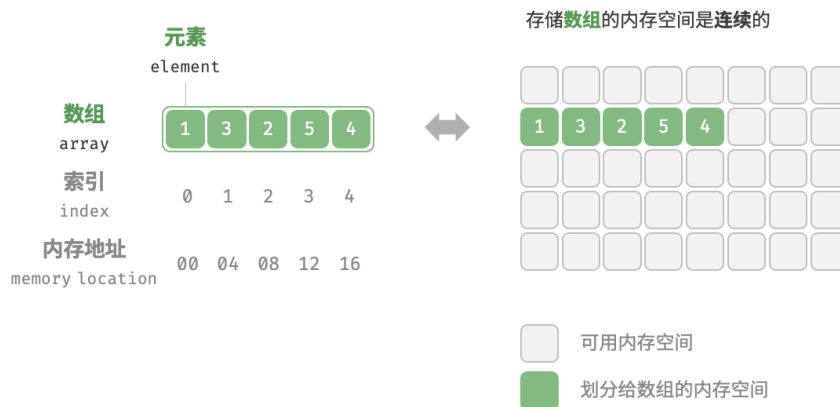 存储数组的内存空间是连续的
元素
element
数组
array
1 3 2 5 4
1 3 2 5 4
索引
index
0 1 2 3 4
内存地址
memory location
00 04 08 12 16
可用内存空间
划分给数组的内存空间